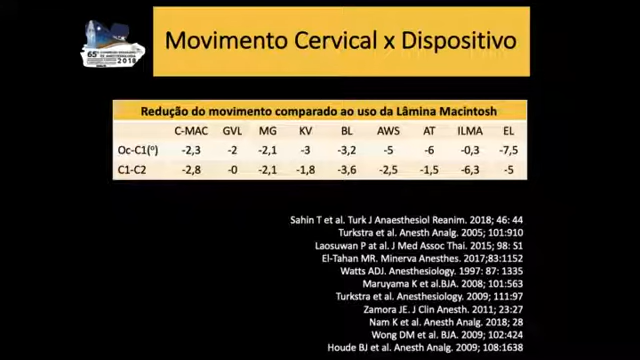 65º
2018
Movimento Cervical x Dispositivo
Redução do movimento comparado ao uso da Lâmina Macintosh
C-MAC GVL MG KV BL AWS AT ILMA EL
Oc-C1(º) -2,3 -2 -2,1 -3 -3,2 -5 -6 -0,3 -7,5
C1-C2 -2,8 -0 -2,1 -1,8 -3,6 -2,5 -1,5 -6,3 -5
Sahin T et al. Turk J Anaesthesiol Reanim. 2018; 46: 44
Turkstra et al. Anesth Analg. 2005; 101:910
Laosuwan P at al. J Med Assoc Thai. 2015; 98: S1
El-Tahan MR. Minerva Anesthes. 2017;83:1152
Watts ADJ. Anesthesiology. 1997: 87: 1335
Maruyama K et al.BJA. 2008; 101:563
Turkstra et al. Anesthesiology. 2009; 111:97
Zamora JE. J Clin Anesth. 2011; 23:27
Nam K et al. Anesth Analg. 2018; 28
Wong DM et al. BJA. 2009; 102:424
Houde BJ et al. Anesth Analg. 2009; 108:1638